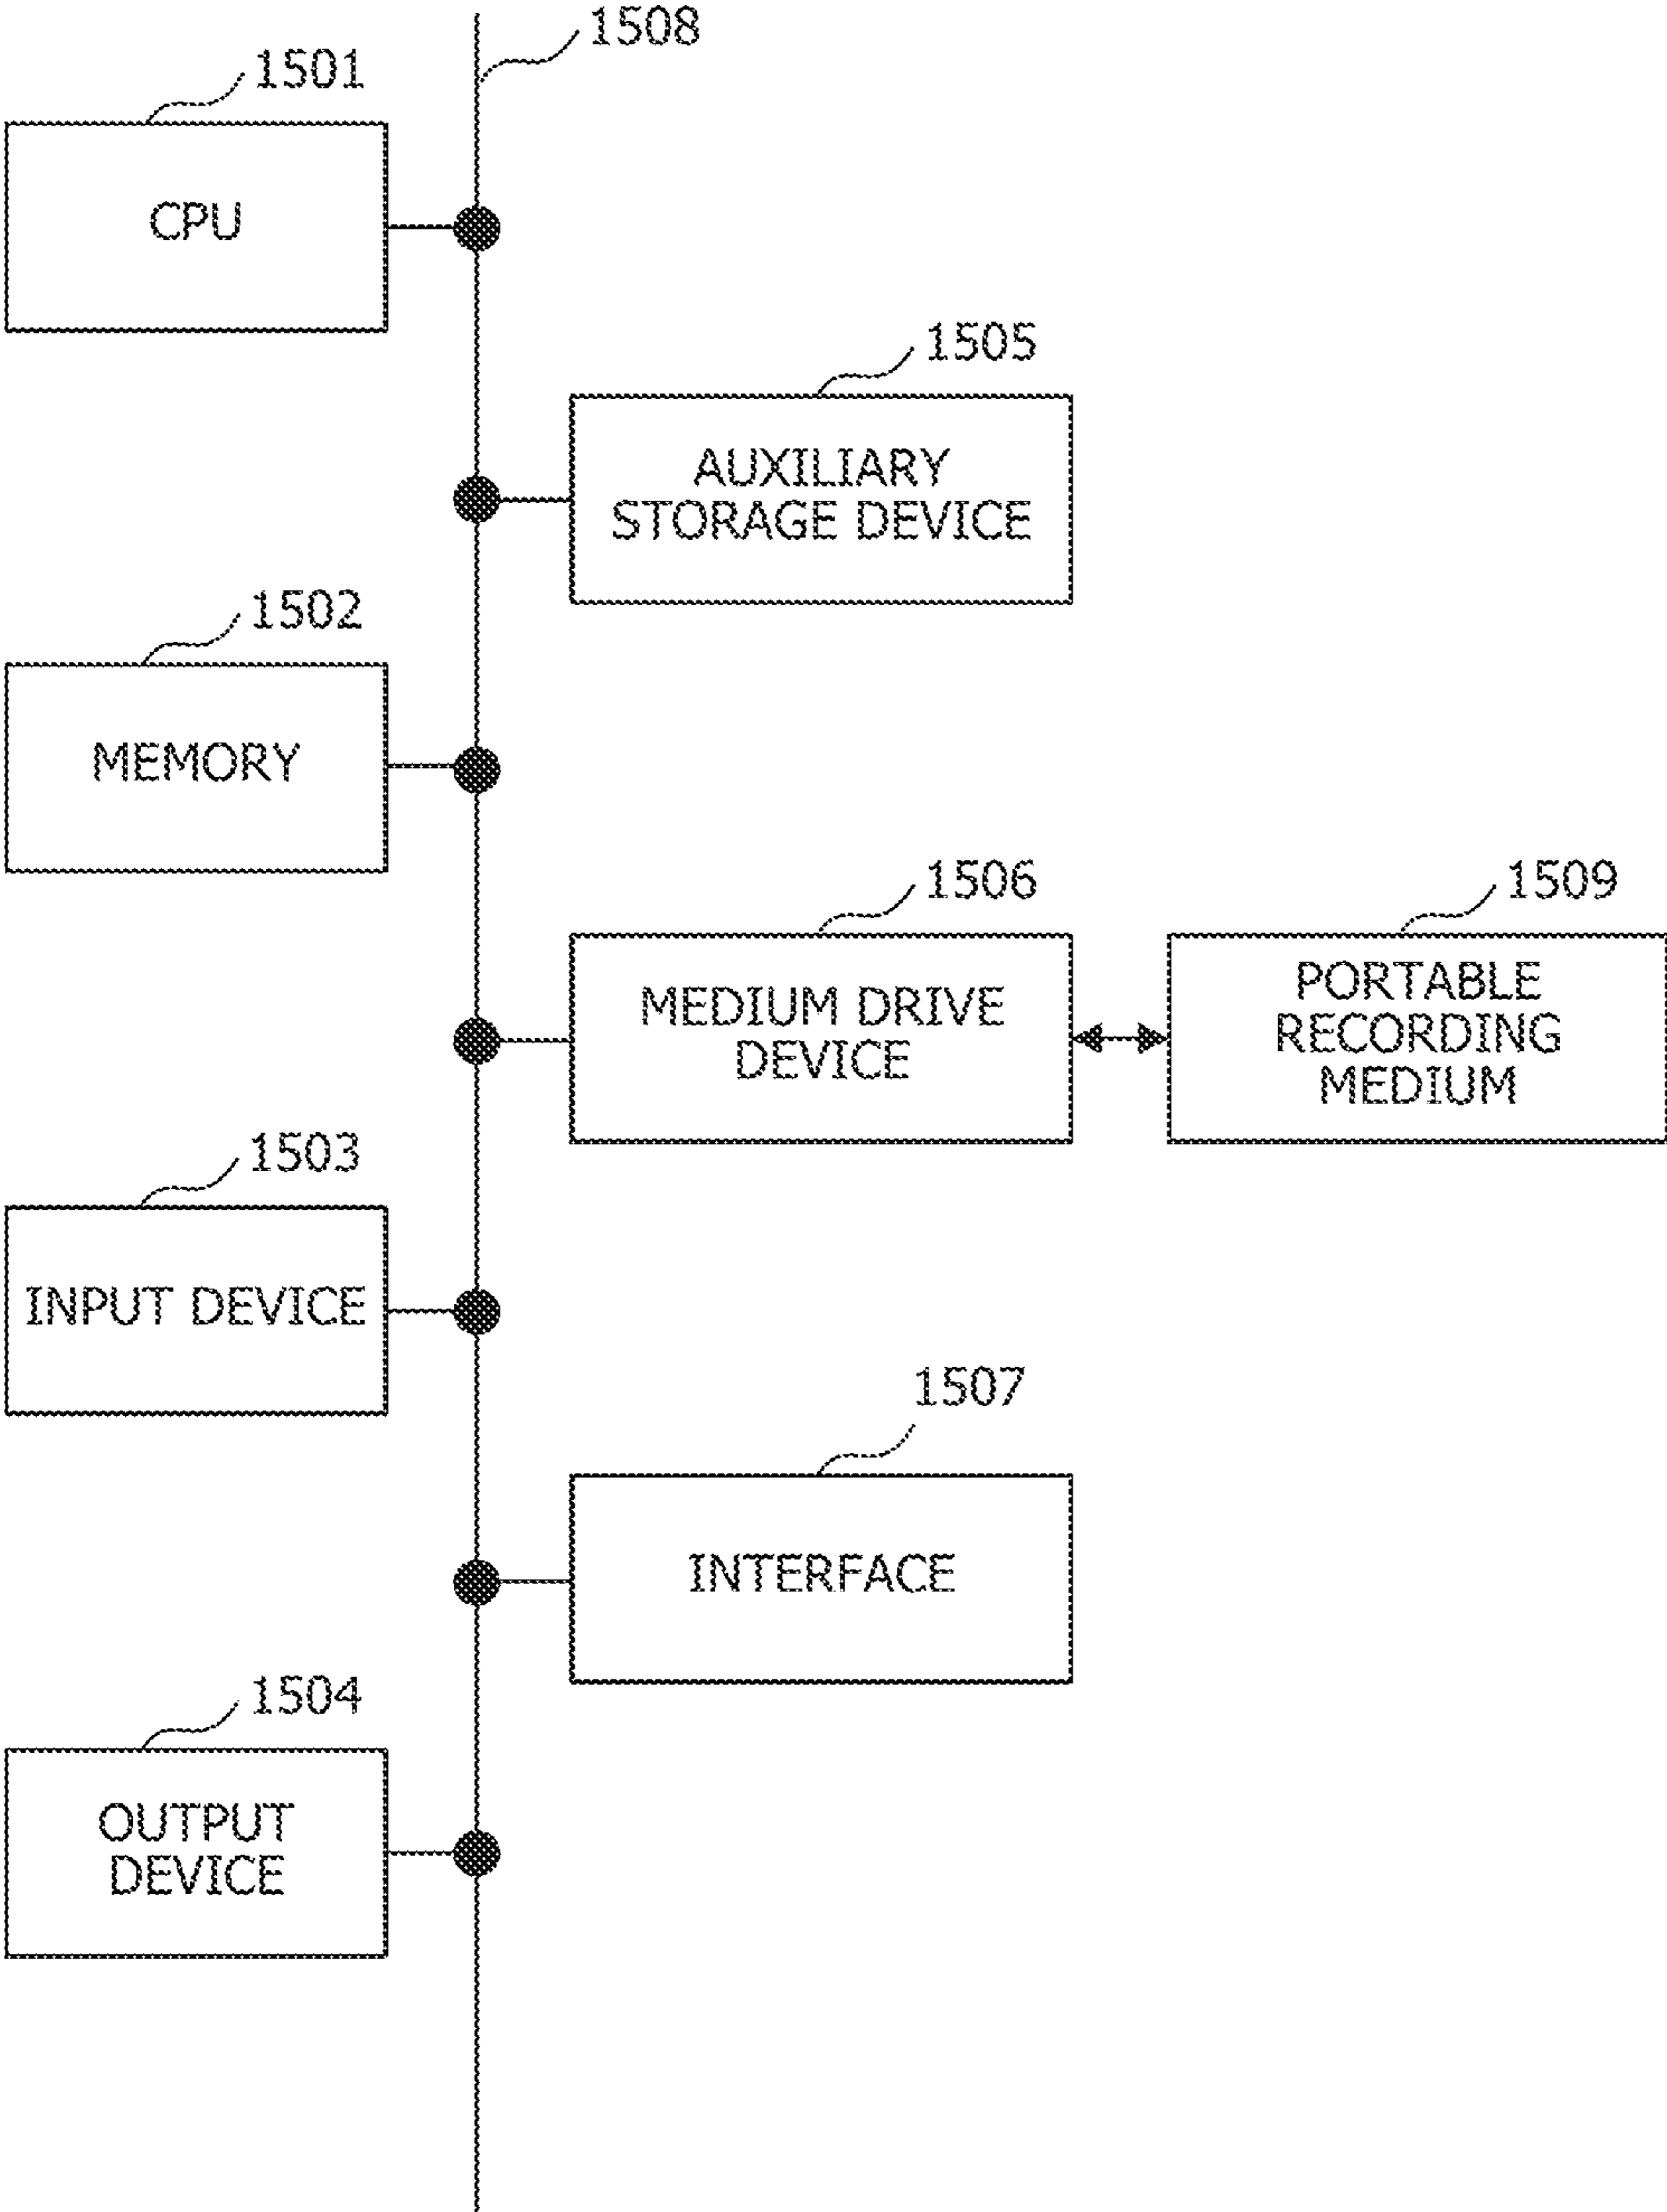 1508
1501
CPU
1505
AUXILIARY
STORAGE DEVICE
1502
MEMORY
1506
MEDIUM DRIVE
DEVICE
1509
PORTABLE
RECORDING
MEDIUM
1503
INPUT DEVICE
1507
INTERFACE
1504
OUTPUT
DEVICE